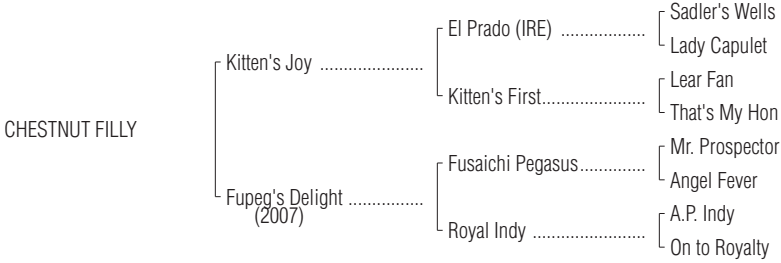 Sadler's Wells
El Prado (IRE) ...................
Lady Capulet
Kitten's Joy ......................
Lear Fan
Kitten's First......................
That's My Hon
CHESTNUT FILLY
Mr. Prospector
Fusaichi Pegasus..............
Angel Fever
Fupeg's Delight ................
(2007)
A.P. Indy
Royal Indy ........................
On to Royalty